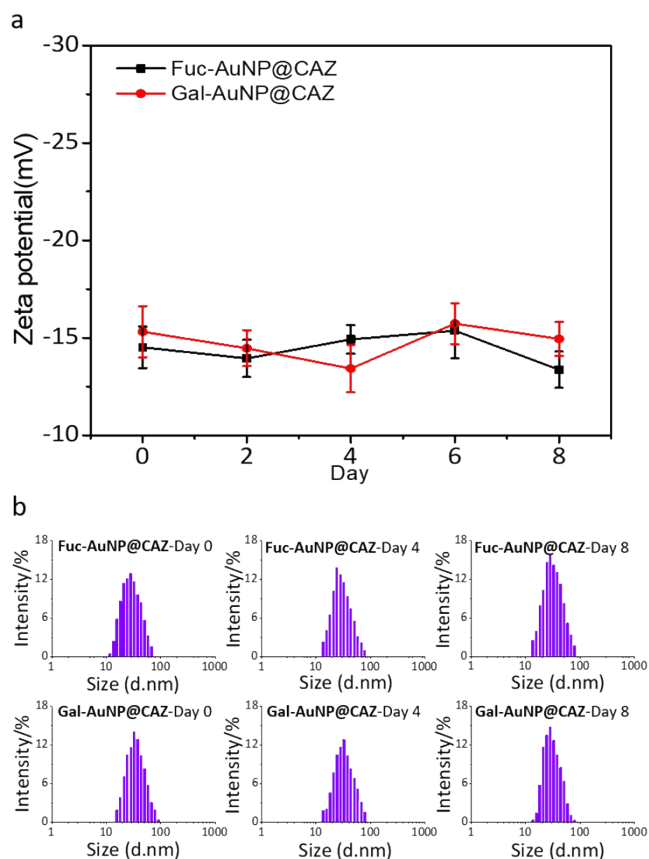 a
-30
-25
-20
-15
-10
Zeta potential(mV)
Fuc-AuNP@CAZ
Gal-AuNP@CAZ
0 2 4 6 8
Day
b
Fuc-AuNP@CAZ-Day 0
Intensity/%
18
12
6
0
1 10 100 1000
Size (d.nm)
Fuc-AuNP@CAZ-Day 4
Intensity/%
18
12
6
0
1 10 100 1000
Size (d.nm)
Fuc-AuNP@CAZ-Day 8
Intensity/%
18
12
6
0
1 10 100 1000
Size (d.nm)
Gal-AuNP@CAZ-Day 0
Intensity/%
18
12
6
0
1 10 100 1000
Size (d.nm)
Gal-AuNP@CAZ-Day 4
Intensity/%
18
12
6
0
1 10 100 1000
Size (d.nm)
Gal-AuNP@CAZ-Day 8
Intensity/%
18
12
6
0
1 10 100 1000
Size (d.nm)